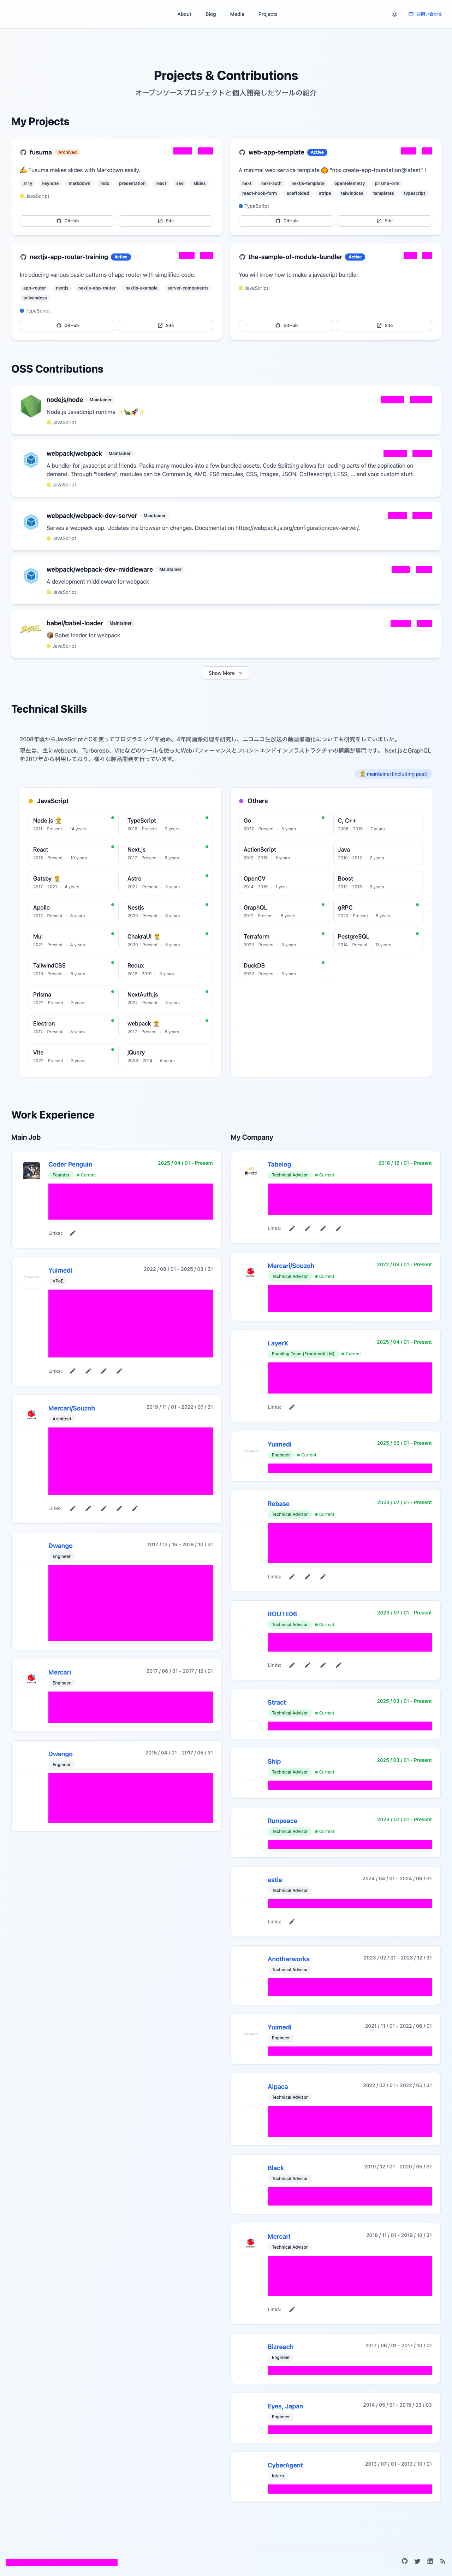 About Blog Media Projects お問い合わせ
Projects & Contributions
オープンソースプロジェクトと個人開発したツールの紹介
My Projects
fusuma Archived
✍️ Fusuma makes slides with Markdown easily.
a11y keynote markdown mdx presentation react seo slides
JavaScript
GitHub Site
web-app-template Active
A minimal web service template 🎃 "npx create-app-foundation@latest" !
next next-auth nextjs-template opentelemetry prisma-orm
react-hook-form scaffolded stripe tailwindcss templates typescript
TypeScript
GitHub Site
nextjs-app-router-training Active
Introducing various basic patterns of app router with simplified code.
app-router nextjs nextjs-app-router nextjs-example server-components
tailwindcss
TypeScript
GitHub Site
the-sample-of-module-bundler Active
You will know how to make a javascript bundler
JavaScript
GitHub Site
OSS Contributions
nodejs/node Maintainer
Node.js JavaScript runtime ✨🐢🚀✨
JavaScript
webpack/webpack Maintainer
A bundler for javascript and friends. Packs many modules into a few bundled assets. Code Splitting allows for loading parts of the application on
demand. Through "loaders", modules can be CommonJs, AMD, ES6 modules, CSS, Images, JSON, Coffeescript, LESS, ... and your custom stuff.
JavaScript
webpack/webpack-dev-server Maintainer
Serves a webpack app. Updates the browser on changes. Documentation https://webpack.js.org/configuration/dev-server/.
JavaScript
webpack/webpack-dev-middleware Maintainer
A development middleware for webpack
JavaScript
BABEL
babel/babel-loader Maintainer
📦 Babel loader for webpack
JavaScript
Show More
Technical Skills
2008年頃からJavaScriptとCを使ってプログラミングを始め、4年間画像処理を研究し、ニコニコ生放送の動画最適化についても研究をしていました。
現在は、主にwebpack、Turborepo、Viteなどのツールを使ったWebパフォーマンスとフロントエンドインフラストラクチャの構築が専門です。 Next.jsとGraphQL
を2017年から利用しており、様々な製品開発を行っています。
maintainer(including past)
JavaScript
Node.js
2011 - Present · 14 years
TypeScript
2016 - Present · 9 years
React
2015 - Present · 10 years
Next.js
2017 - Present · 8 years
Gatsby
2017 - 2021 · 4 years
Astro
2022 - Present · 3 years
Apollo
2017 - Present · 8 years
Nestjs
2020 - Present · 5 years
Mui
2021 - Present · 4 years
ChakraUI
2020 - Present · 5 years
TailwindCSS
2019 - Present · 6 years
Redux
2016 - 2019 · 3 years
Prisma
2022 - Present · 3 years
NextAuth.js
2022 - Present · 3 years
Electron
2017 - Present · 8 years
webpack
2017 - Present · 8 years
Vite
2022 - Present · 3 years
jQuery
2008 - 2014 · 6 years
Others
Go
2022 - Present · 3 years
C, C++
2008 - 2015 · 7 years
ActionScript
2010 - 2015 · 5 years
Java
2010 - 2012 · 2 years
OpenCV
2014 - 2015 · 1 year
Boost
2012 - 2015 · 3 years
GraphQL
2017 - Present · 8 years
gRPC
2020 - Present · 5 years
Terraform
2022 - Present · 3 years
PostgreSQL
2014 - Present · 11 years
DuckDB
2022 - Present · 3 years
Work Experience
Main Job
Coder Penguin 2025 / 04 / 01 - Present
Founder Current
Links:
Yuimedi 2022 / 08 / 01 - 2025 / 03 / 31
VPoE
Links:
Mercari/Souzoh 2019 / 11 / 01 - 2022 / 07 / 31
Architect
Links:
Dwango 2017 / 12 / 16 - 2019 / 10 / 31
Engineer
Mercari 2017 / 06 / 01 - 2017 / 12 / 01
Engineer
Dwango 2015 / 04 / 01 - 2017 / 05 / 31
Engineer
My Company
Tabelog 2018 / 12 / 01 - Present
Technical Advisor Current
Links:
Mercari/Souzoh 2022 / 08 / 01 - Present
Technical Advisor Current
LayerX 2025 / 04 / 01 - Present
Enabling Team (Frontend/LLM) Current
Links:
Yuimedi 2025 / 05 / 01 - Present
Engineer Current
Rebase 2023 / 07 / 01 - Present
Technical Advisor Current
Links:
ROUTE06 2023 / 07 / 01 - Present
Technical Advisor Current
Links:
Stract 2025 / 03 / 01 - Present
Technical Advisor Current
Ship 2025 / 03 / 01 - Present
Technical Advisor Current
Runpeace 2023 / 07 / 01 - Present
Technical Advisor Current
estie 2024 / 04 / 01 - 2024 / 08 / 31
Technical Advisor
Links:
Anotherworks 2023 / 02 / 01 - 2023 / 12 / 31
Technical Advisor
Yuimedi 2021 / 11 / 01 - 2022 / 06 / 01
Engineer
Alpaca 2022 / 02 / 01 - 2022 / 05 / 31
Technical Advisor
Black 2019 / 12 / 01 - 2020 / 05 / 31
Technical Advisor
Mercari 2018 / 11 / 01 - 2019 / 10 / 31
Technical Advisor
Links:
Bizreach 2017 / 06 / 01 - 2017 / 10 / 01
Engineer
Eyes, Japan 2014 / 05 / 01 - 2015 / 03 / 03
Engineer
CyberAgent 2013 / 07 / 01 - 2013 / 10 / 01
Intern